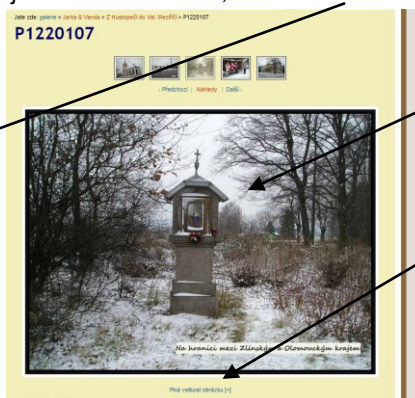 Jste zde: galerie » Jarka & Venda » Z Hustopečí do Val. Meziříčí » P1220107
P1220107
‹ Předchozí | Náhledy | Další ›
Na hranici mezi Zlínským a Olomouckým krajem
Plná velikost obrázku [+]